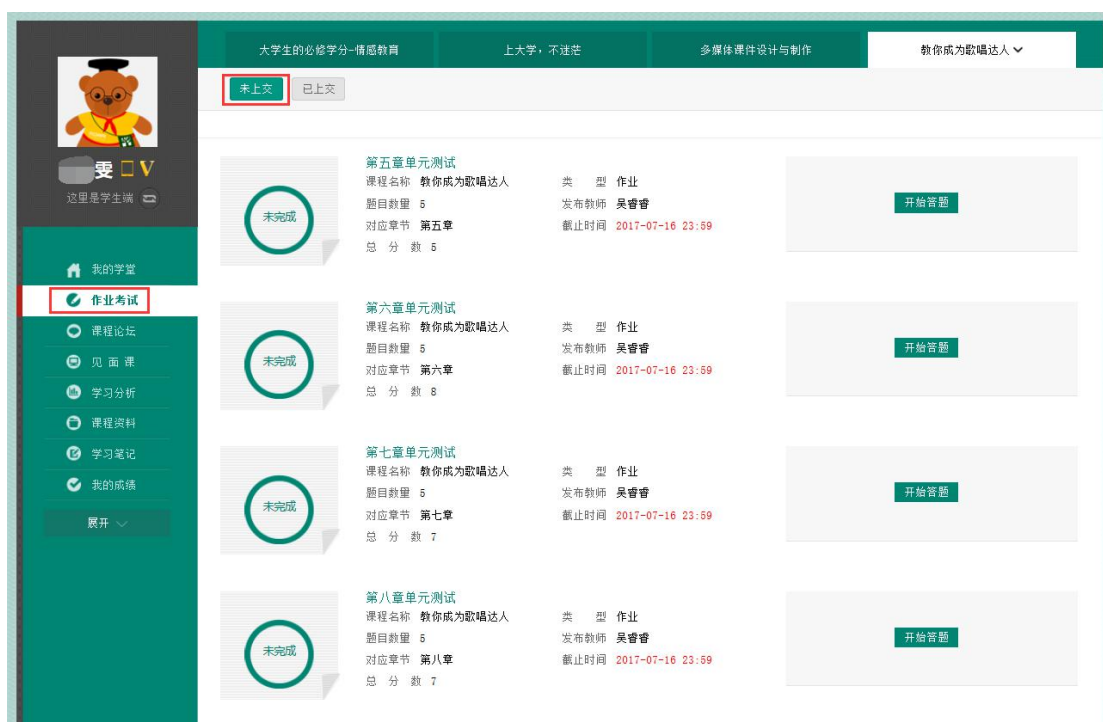 大学生的必修学分-情感教育 上大学，不迷茫 多媒体课件设计与制作 教你成为歌唱达人
未上交 已上交
雯 V
这里是学生端
我的学堂
作业考试
课程论坛
见面课
学习分析
课程资料
学习笔记
我的成绩
展开
第五章单元测试
未完成
课程名称 教你成为歌唱达人 类 型 作业
题目数量 5 发布教师 吴睿睿
对应章节 第五章 截止时间 2017-07-16 23:59
总 分 数 5
开始答题
第六章单元测试
未完成
课程名称 教你成为歌唱达人 类 型 作业
题目数量 5 发布教师 吴睿睿
对应章节 第六章 截止时间 2017-07-16 23:59
总 分 数 8
开始答题
第七章单元测试
未完成
课程名称 教你成为歌唱达人 类 型 作业
题目数量 5 发布教师 吴睿睿
对应章节 第七章 截止时间 2017-07-16 23:59
总 分 数 7
开始答题
第八章单元测试
未完成
课程名称 教你成为歌唱达人 类 型 作业
题目数量 5 发布教师 吴睿睿
对应章节 第八章 截止时间 2017-07-16 23:59
总 分 数 7
开始答题